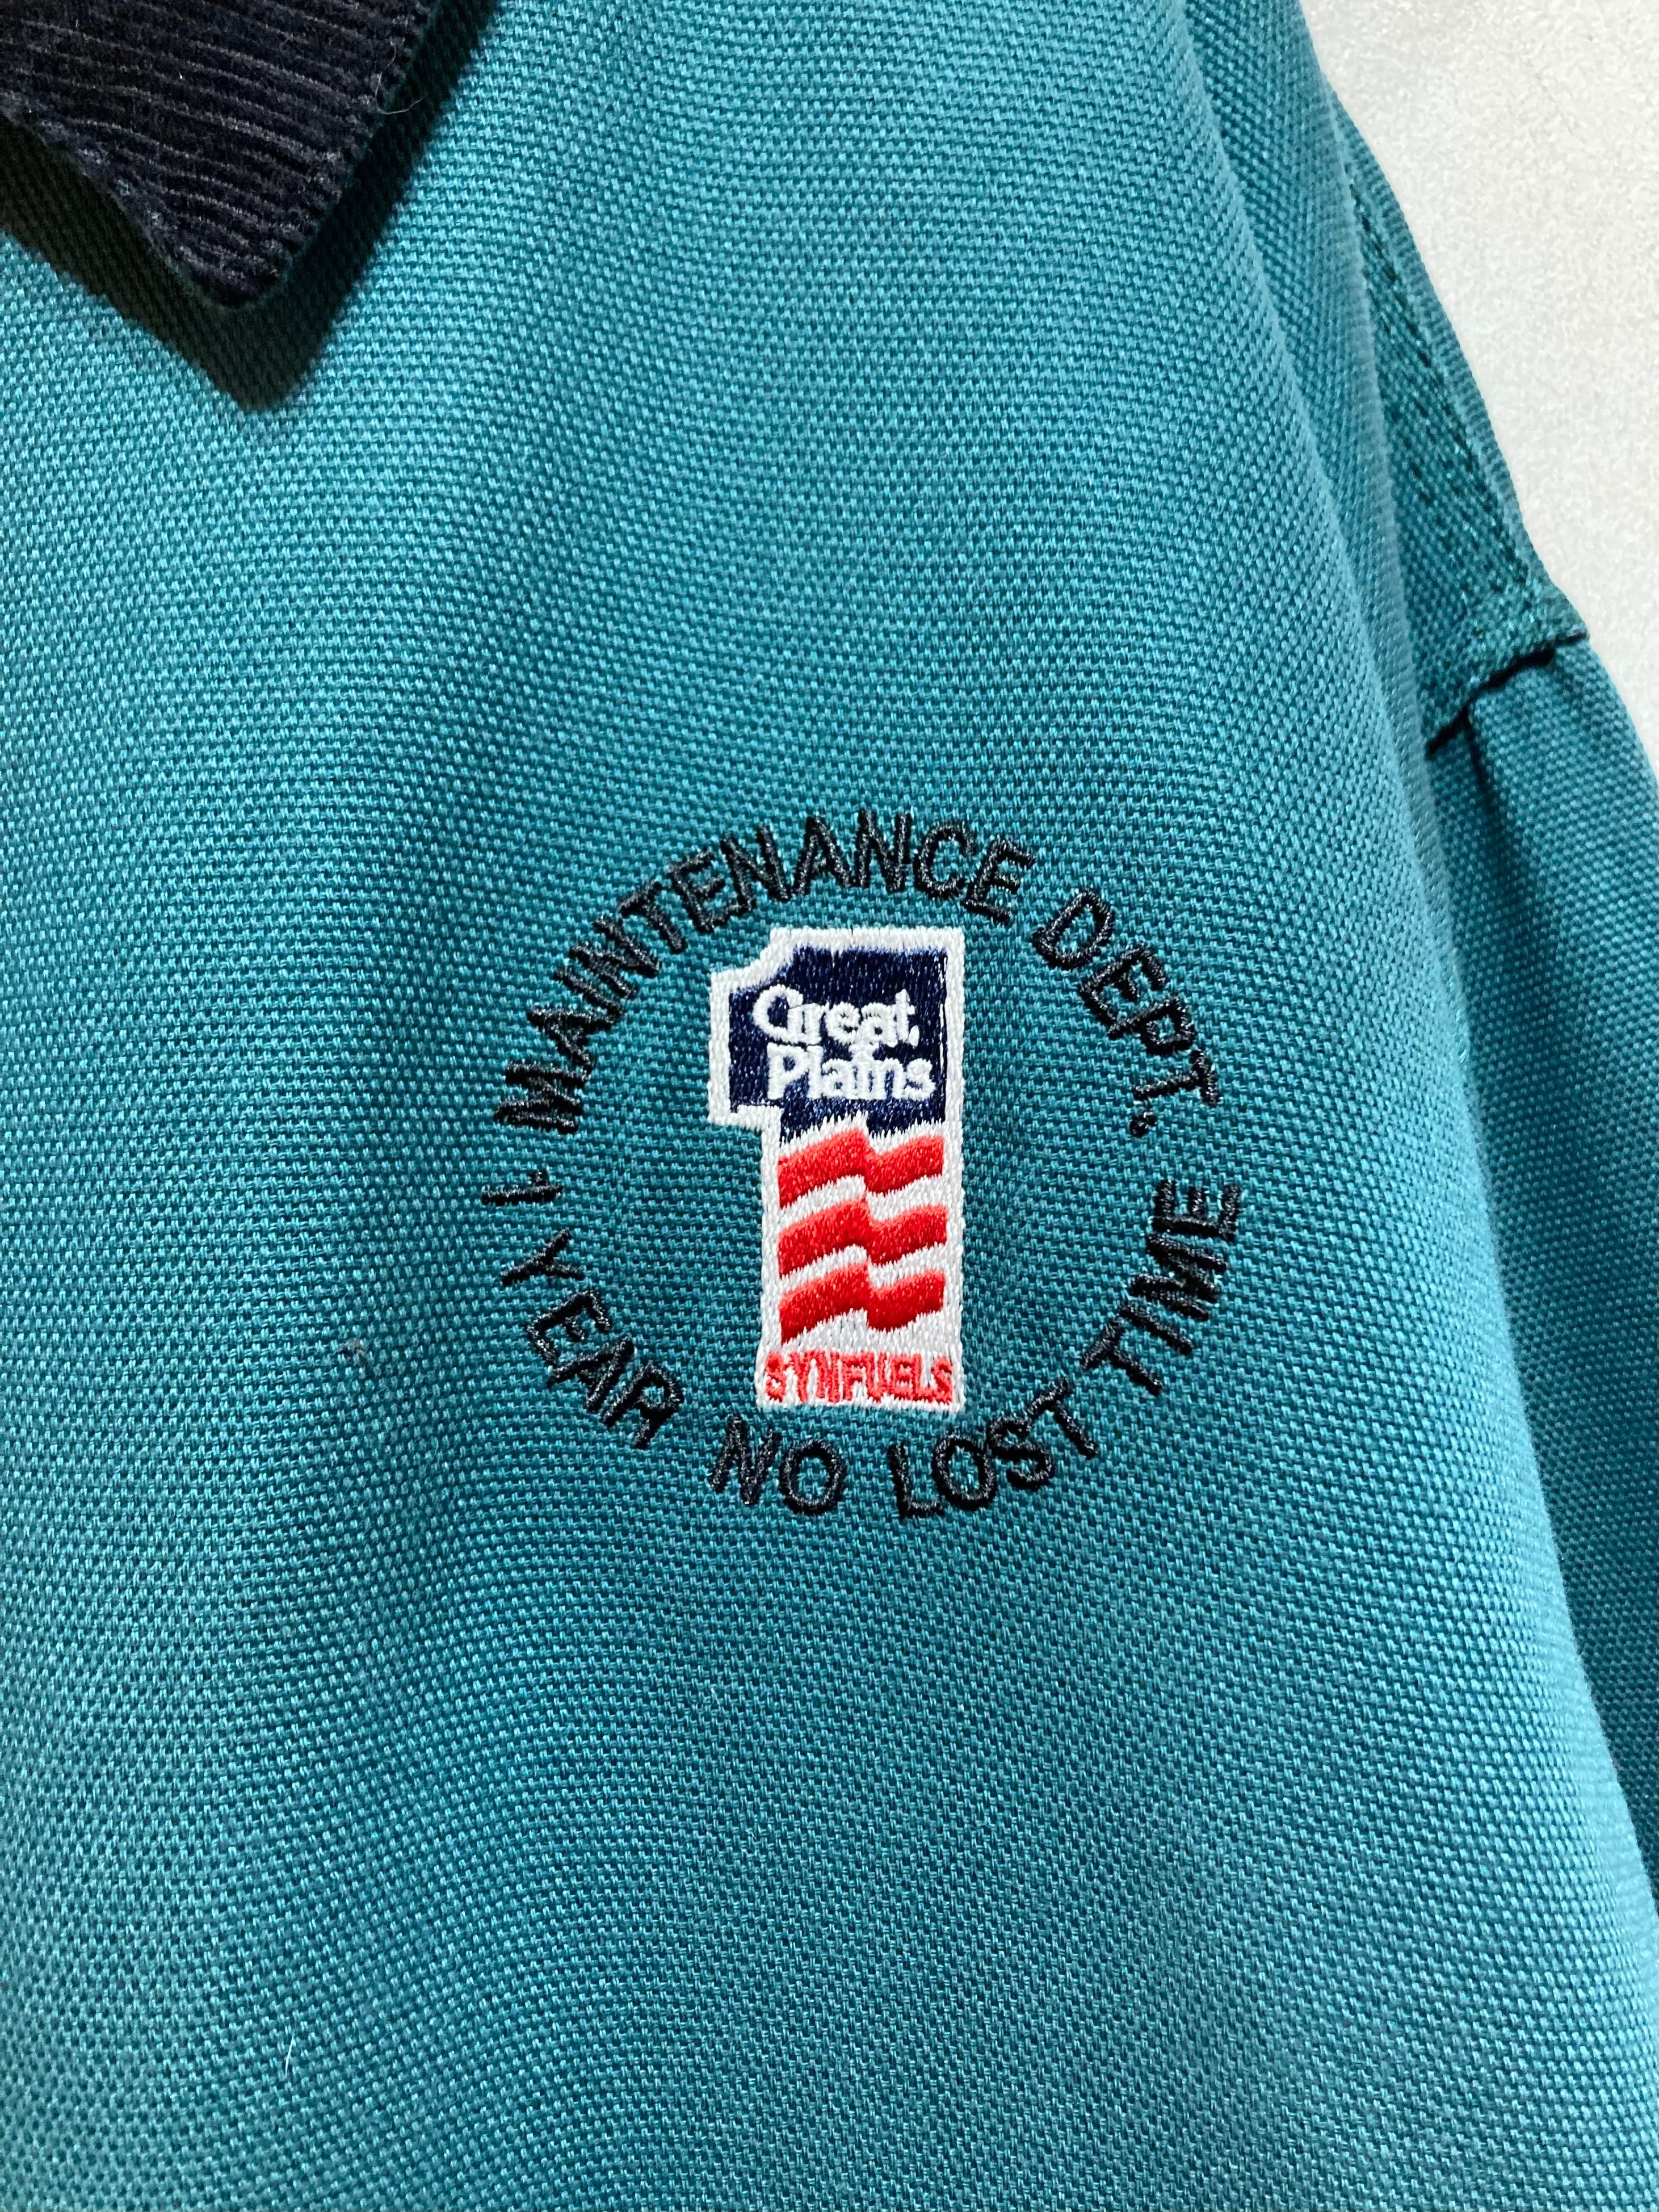 MAINTENANCE DEPT.
Great
Plains
SYNFUELS
1 YEAR NO LOST TIME